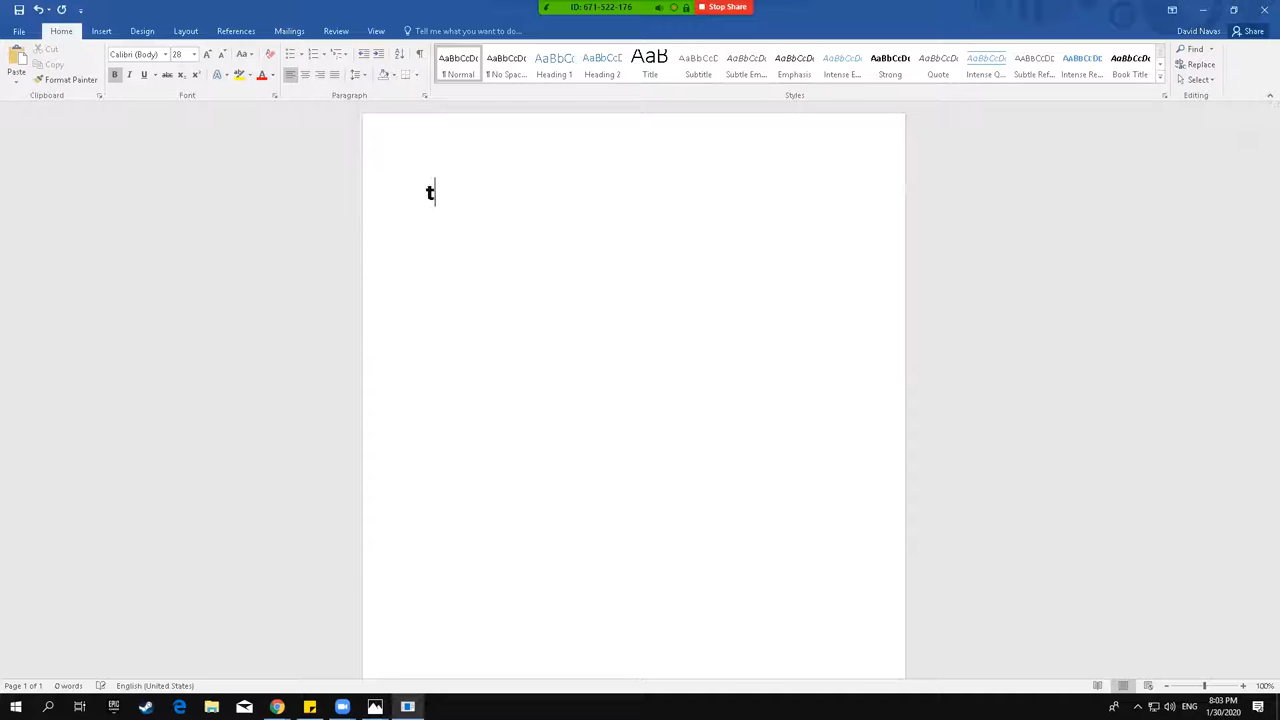 ID: 671-522-176
Stop Share
File
Home
Insert
Design
Layout
References
Mailings
Review
View
Tell me what you want to do...
David Navas
Share
Paste
Cut
Copy
Format Painter
Clipboard
Calibri (Body)
28
Font
Paragraph
AaBbCcDc
¶ Normal
AaBbCcDc
¶ No Spac...
AaBbCc
Heading 1
AaBbCcD
Heading 2
AaB
Title
AaBbCcD
Subtitle
AaBbCcDc
Subtle Em...
AaBbCcDc
Emphasis
AaBbCcDc
Intense E...
AaBbCcDc
Strong
AaBbCcDc
Quote
AaBbCcDc
Intense Q...
AaBbCcDc
Subtle Ref...
AaBbCcDc
Intense Re...
AaBbCcDc
Book Title
Styles
Find
Replace
Select
Editing
t
Page 1 of 1
0 words
English (United States)
100%
ENG
8:03 PM
1/30/2020